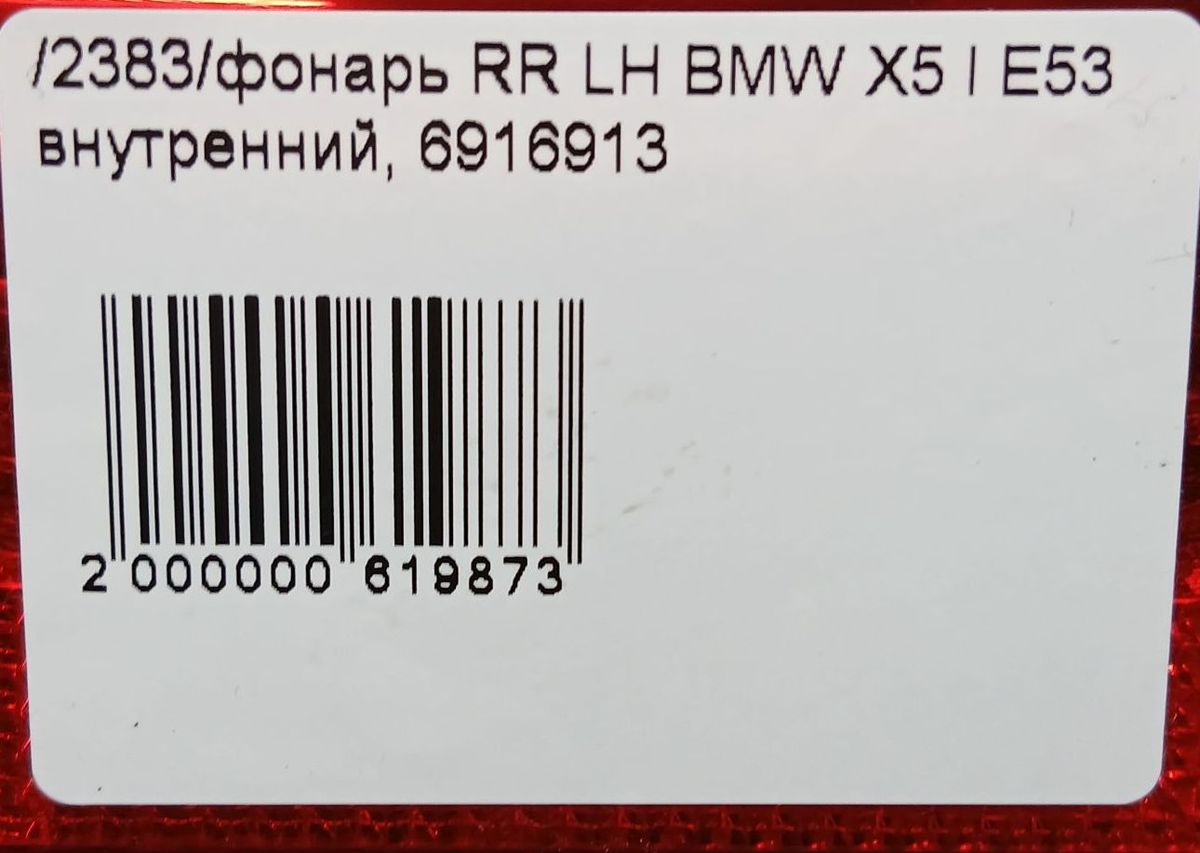 /2383/фонарь RR LH BMW X5 I E53
внутренний, 6916913
2 000000 619873